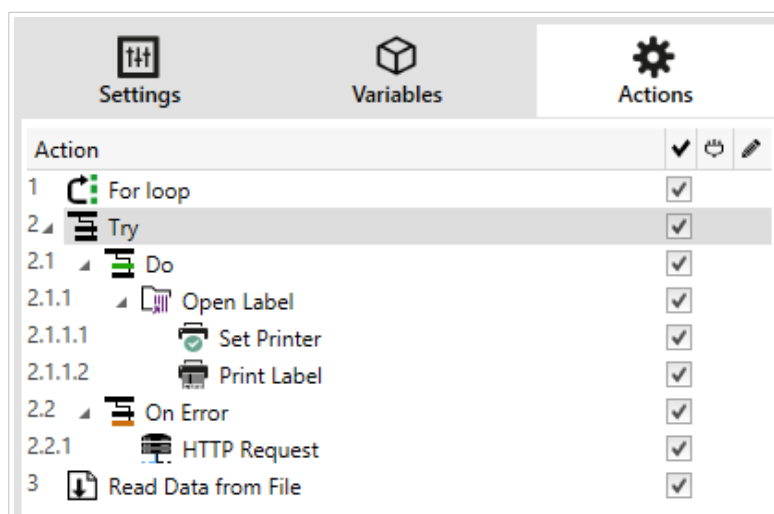 Settings Variables Actions
Action
1 For loop
2 Try
2.1 Do
2.1.1 Open Label
2.1.1.1 Set Printer
2.1.1.2 Print Label
2.2 On Error
2.2.1 HTTP Request
3 Read Data from File